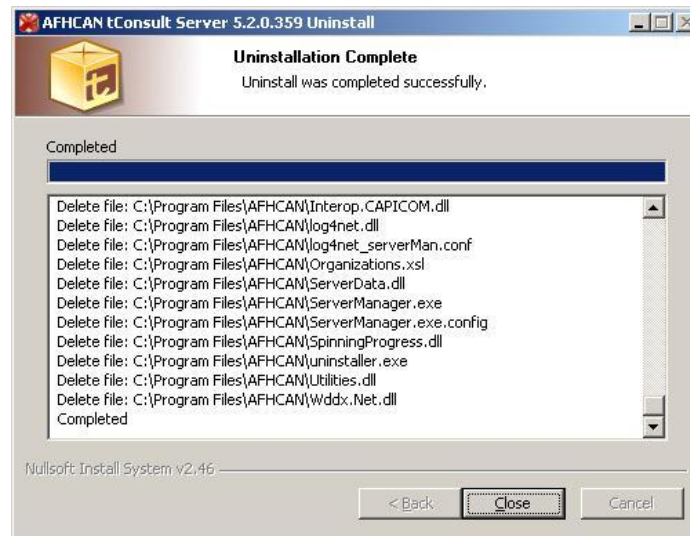 AFHCAN tConsult Server 5.2.0.359 Uninstall
Uninstallation Complete
Uninstall was completed successfully.
Completed
Delete file: C:\Program Files\AFHCAN\Interop.CAPICOM.dll
Delete file: C:\Program Files\AFHCAN\log4net.dll
Delete file: C:\Program Files\AFHCAN\log4net_serverMan.conf
Delete file: C:\Program Files\AFHCAN\Organizations.xsl
Delete file: C:\Program Files\AFHCAN\ServerData.dll
Delete file: C:\Program Files\AFHCAN\ServerManager.exe
Delete file: C:\Program Files\AFHCAN\ServerManager.exe.config
Delete file: C:\Program Files\AFHCAN\SpinningProgress.dll
Delete file: C:\Program Files\AFHCAN\uninstaller.exe
Delete file: C:\Program Files\AFHCAN\Utilities.dll
Delete file: C:\Program Files\AFHCAN\Wddx.Net.dll
Completed
Nullsoft Install System v2.46
< Back Close Cancel